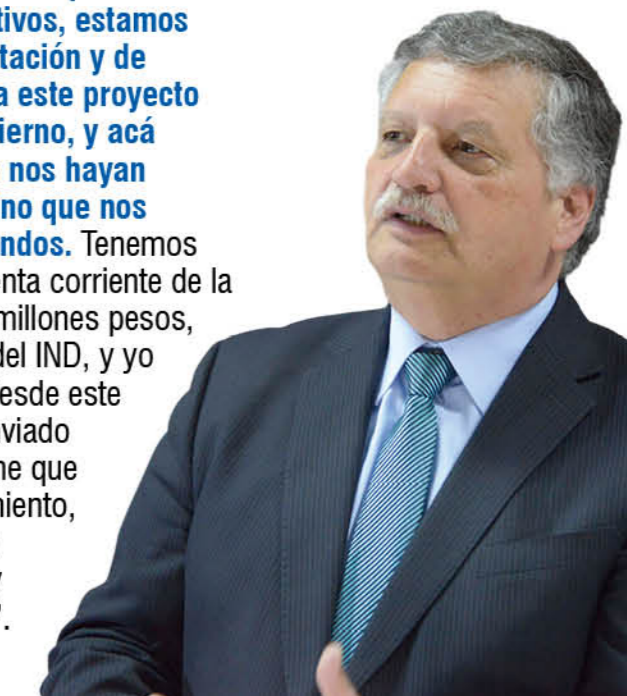 tivos, estamos
tación y de
a este proyecto
ierno, y acá
nos hayan
no que nos
ndos. Tenemos
nta corriente de la
millones pesos,
del IND, y yo
esde este
nviado
ne que
miento,